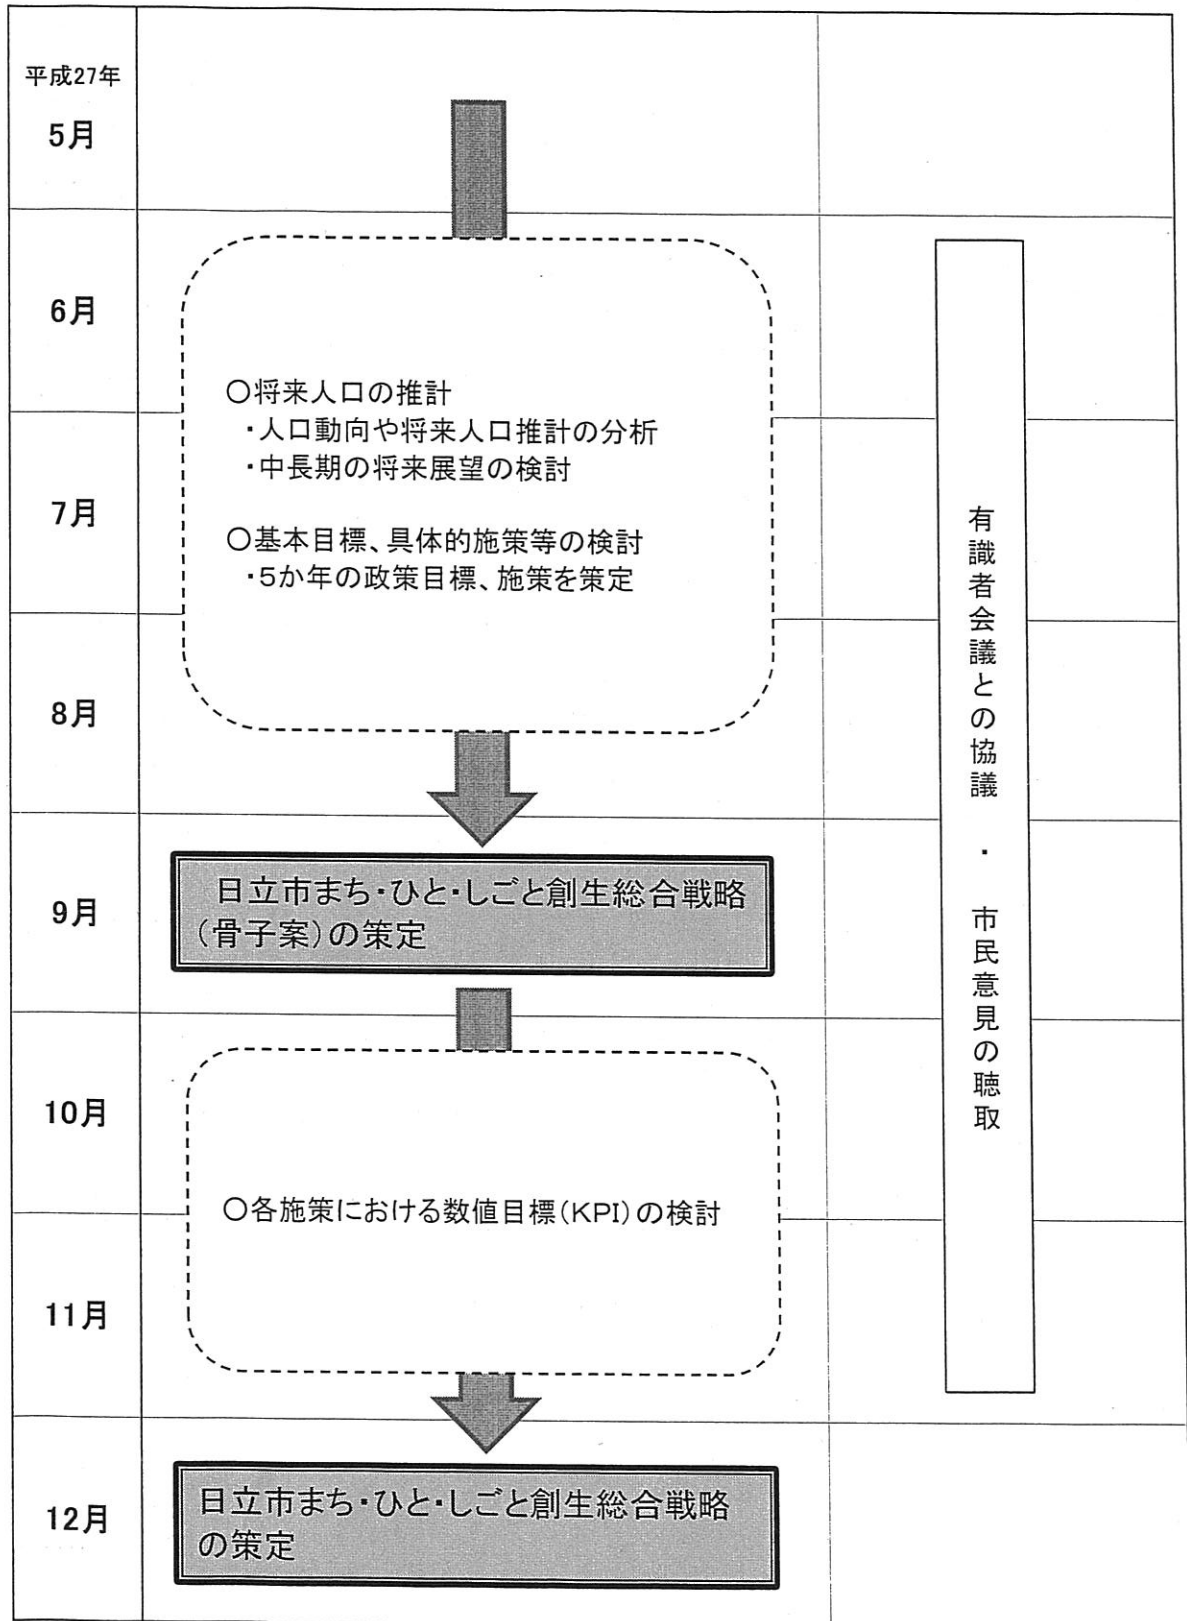 平成27年
5月
6月
○将来人口の推計
・人口動向や将来人口推計の分析
・中長期の将来展望の検討
7月
○基本目標、具体的施策等の検討
・5か年の政策目標、施策を策定
8月
9月
日立市まち・ひと・しごと創生総合戦略
(骨子案)の策定
10月
○各施策における数値目標(KPI)の検討
11月
12月
日立市まち・ひと・しごと創生総合戦略
の策定
有識者会議との協議 ・ 市民意見の聴取